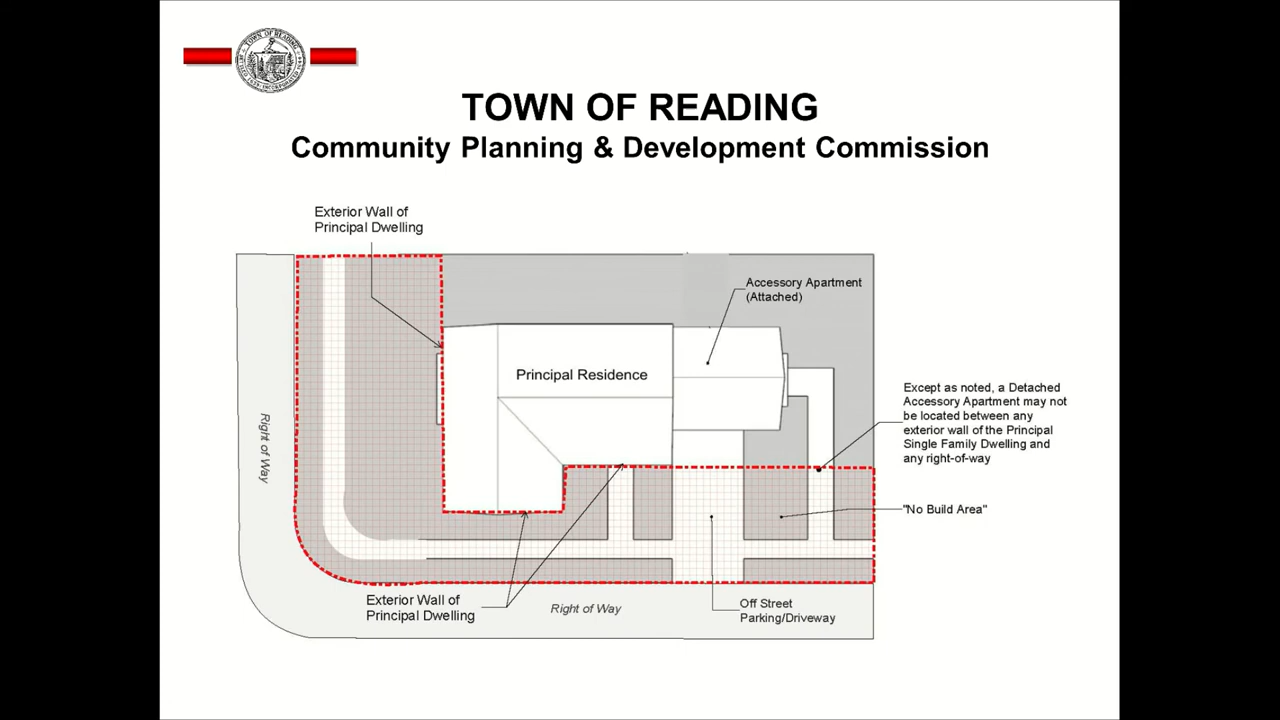 TOWN OF READING
TOWN OF READING
Community Planning & Development Commission
Exterior Wall of
Principal Dwelling
Accessory Apartment
(Attached)
Principal Residence
Except as noted, a Detached
Accessory Apartment may not
be located between any
exterior wall of the Principal
Single Family Dwelling and
any right-of-way
Right of Way
"No Build Area"
Exterior Wall of
Principal Dwelling
Right of Way
Off Street
Parking/Driveway